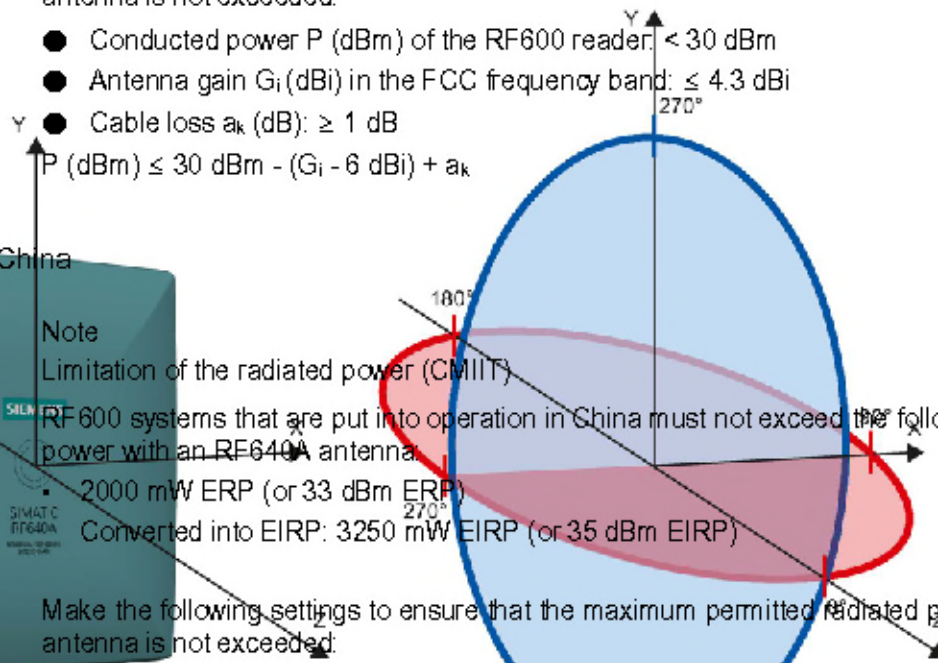 antenna is not exceeded.
Y
● Conducted power P (dBm) of the RF600 reader: < 30 dBm
● Antenna gain Gi (dBi) in the FCC frequency band: ≤ 4.3 dBi
270°
Y
● Cable loss ak (dB): ≥ 1 dB
P (dBm) ≤ 30 dBm - (Gi - 6 dBi) + ak
China
180°
Note
Limitation of the radiated power (CMIIT)
SIEMENS
RF600 systems that are put into operation in China must not exceed the follo
90°
X
power with an RF640A antenna:
X
· 2000 mW ERP (or 33 dBm ERP)
270°
SIMATIC
RF640A
Converted into EIRP: 3250 mW EIRP (or 35 dBm EIRP)
Make the following settings to ensure that the maximum permitted radiated p
0°
Z
antenna is not exceeded: